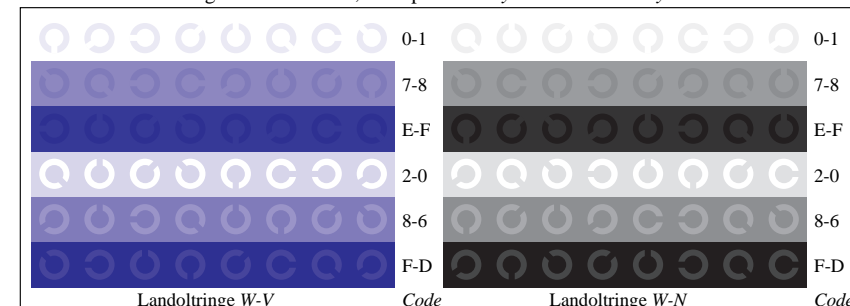 0-1 0-1
7-8 7-8
E-F E-F
2-0 2-0
8-6 8-6
F-D F-D
Landoltringe W-V Code Landoltringe W-N Code